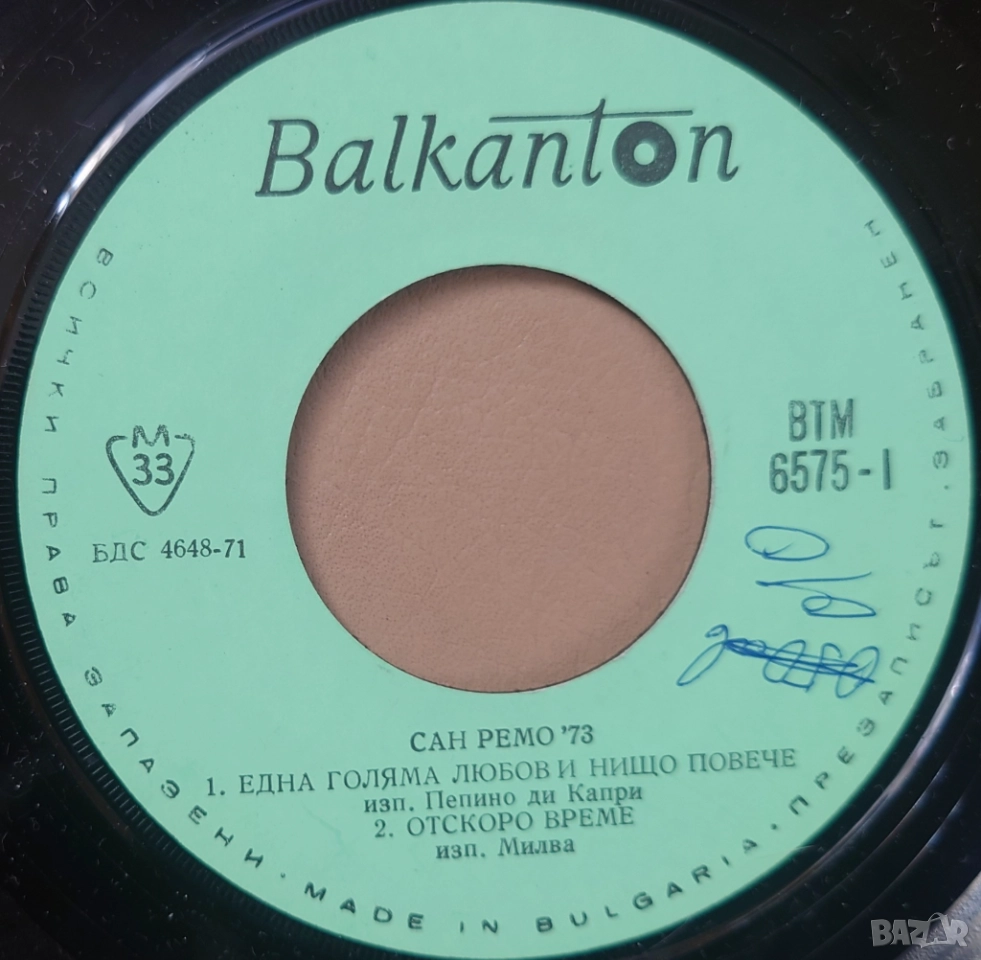 Balkanton
ВСИЧКИ ПРАВА ЗАПАЗЕНИ · MADE IN BULGARIA · ПРЕЗАПИСЪТ ЗАБРАНЕН
М
33
БДС 4648-71
ВТМ
6575-I
САН РЕМО '73
1. ЕДНА ГОЛЯМА ЛЮБОВ И НИЩО ПОВЕЧЕ
изп. Пепино ди Капри
2. ОТСКОРО ВРЕМЕ
изп. Милва
BAZAR